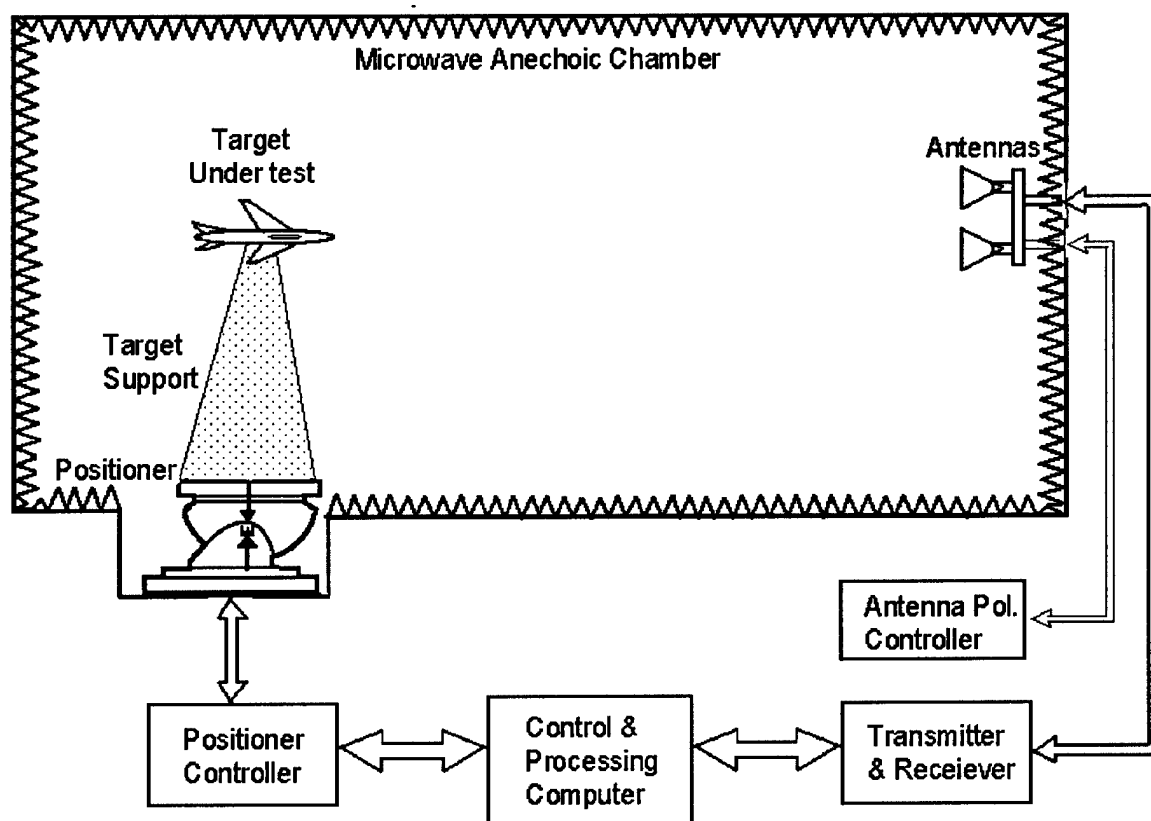 Microwave Anechoic Chamber
Target
Under test
Antennas
Target
Support
Positioner
Antenna Pol.
Controller
Positioner
Controller
Control &
Processing
Computer
Transmitter
& Receiever